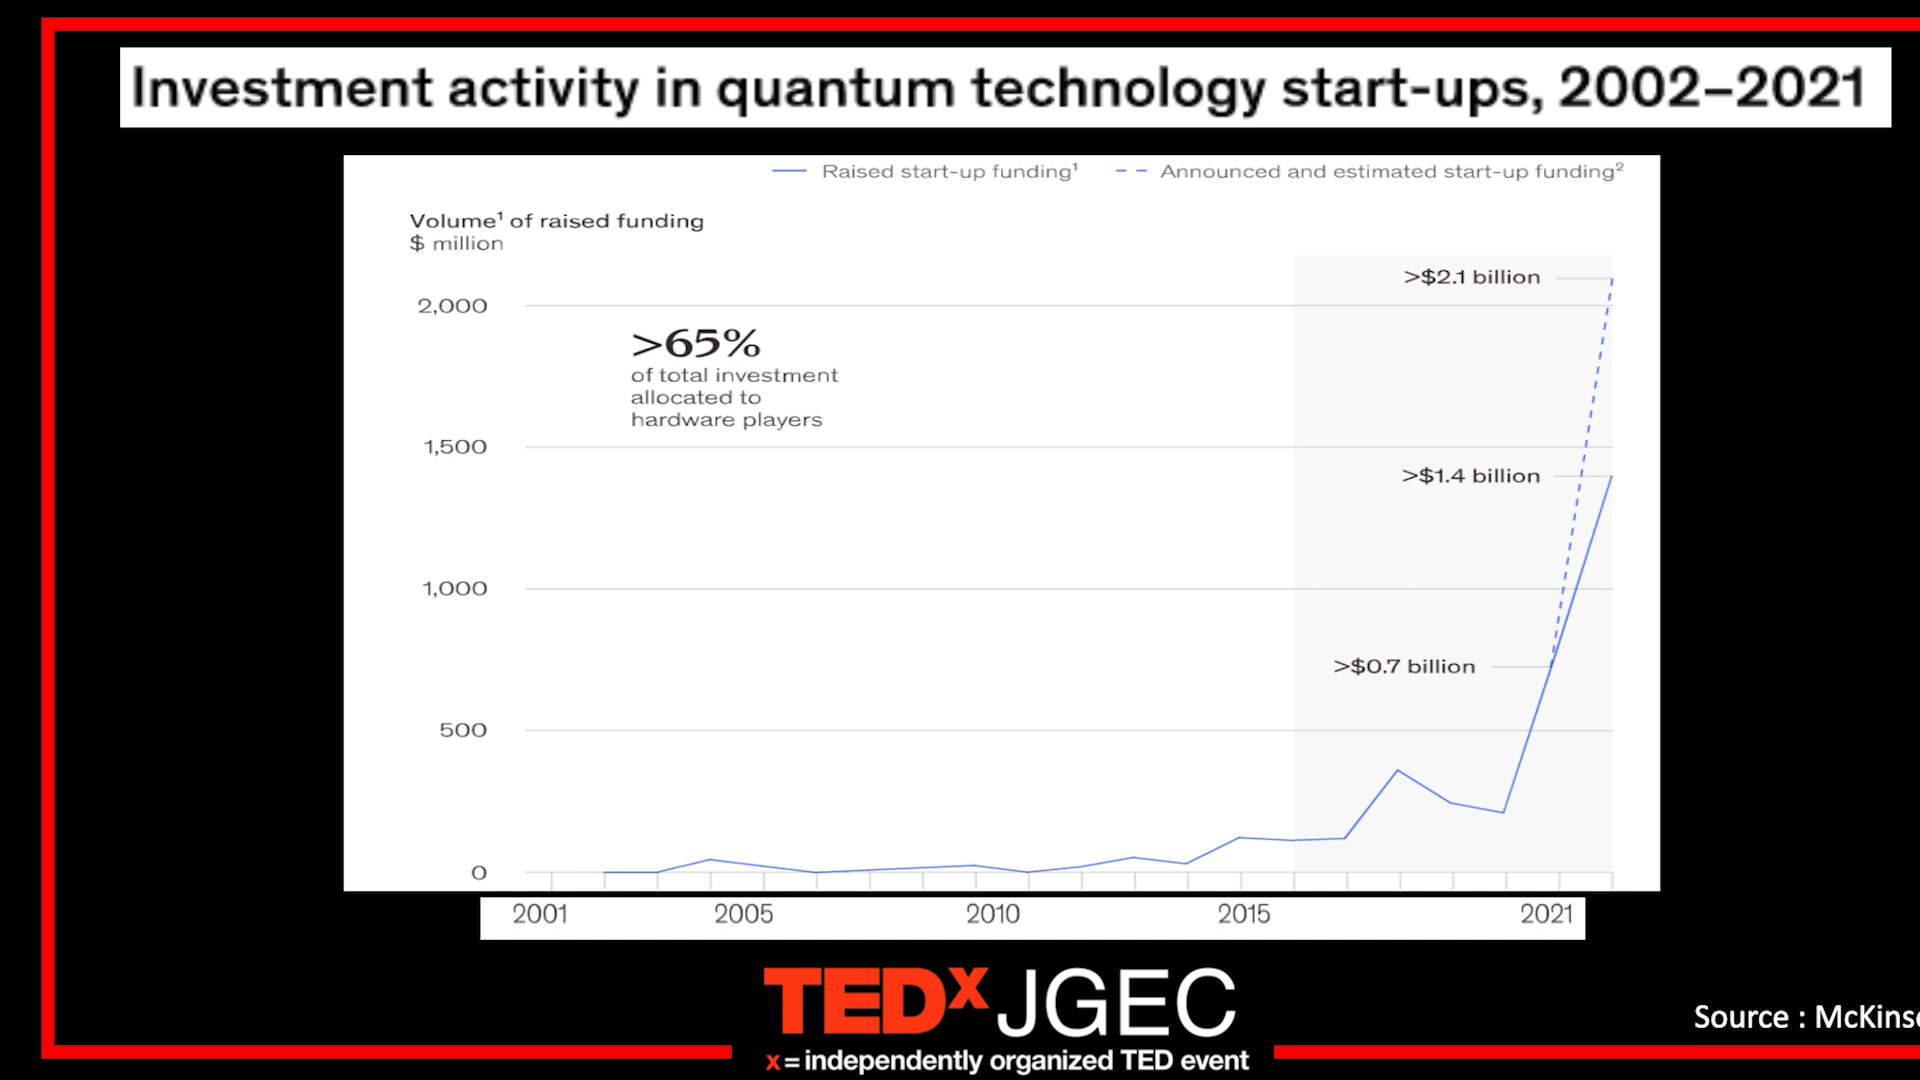 Investment activity in quantum technology start-ups, 2002–2021
Raised start-up funding¹ Announced and estimated start-up funding²
Volume¹ of raised funding
$ million
>$2.1 billion
2,000
>65%
of total investment
allocated to
hardware players
1,500
>$1.4 billion
1,000
>$0.7 billion
500
0
2001 2005 2010 2015 2021
TEDx JGEC
x = independently organized TED event
Source :